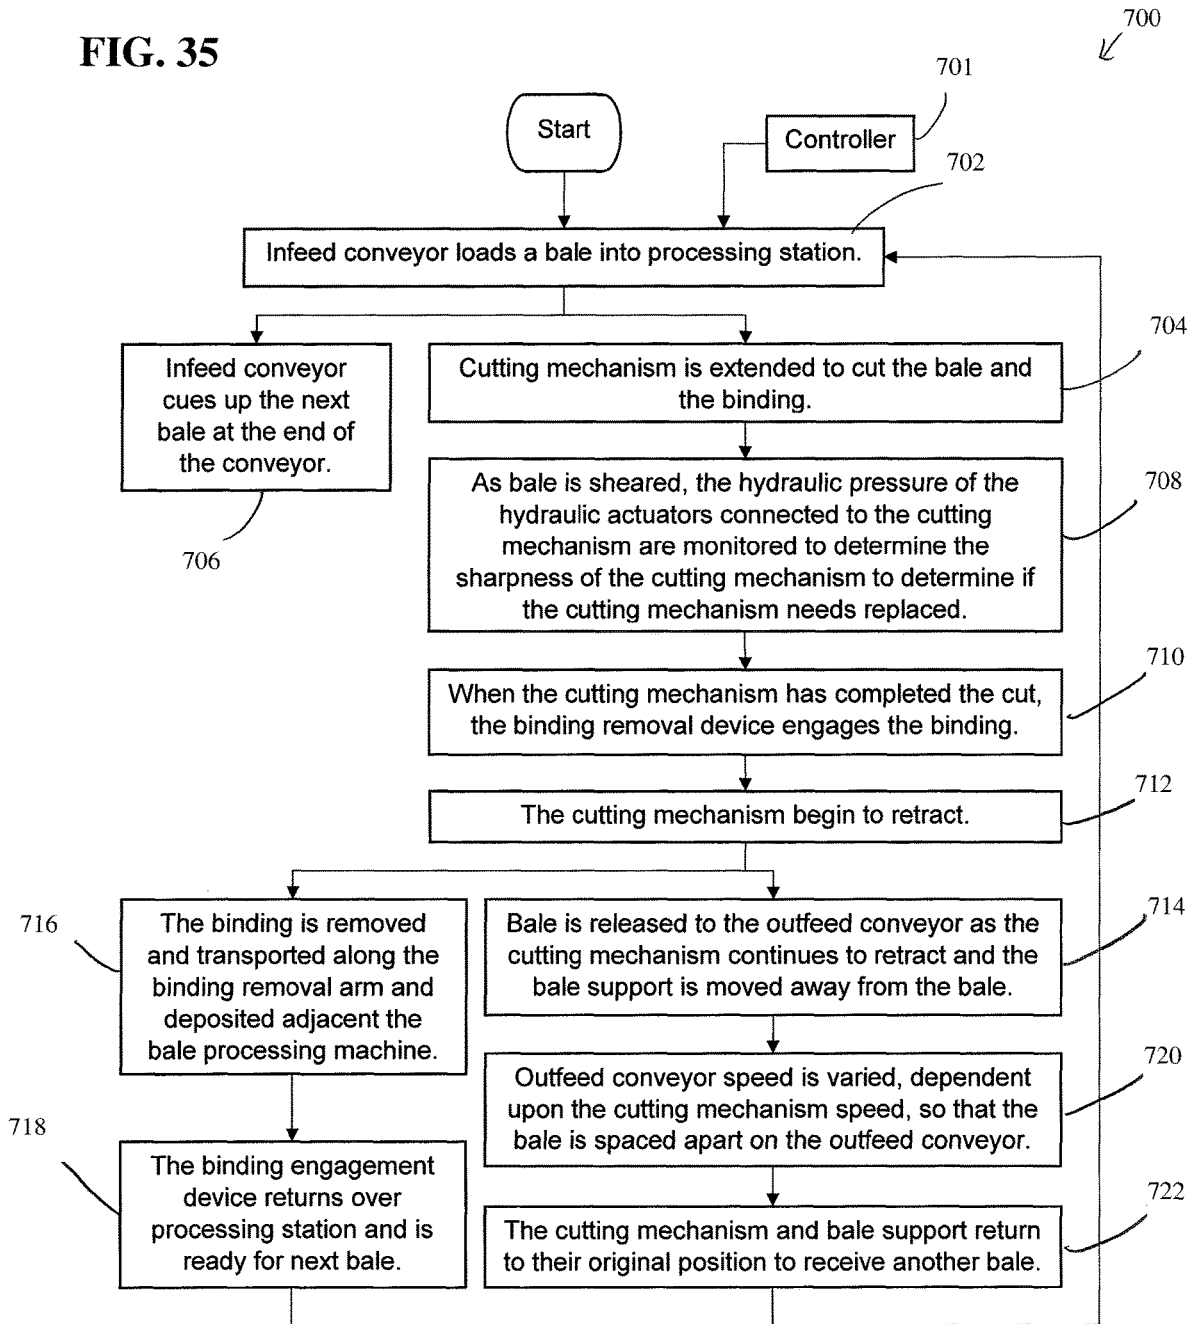 FIG. 35
700
701
Start
Controller
702
Infeed conveyor loads a bale into processing station.
704
Infeed conveyor
cues up the next
bale at the end of
the conveyor.
706
Cutting mechanism is extended to cut the bale and
the binding.
As bale is sheared, the hydraulic pressure of the
hydraulic actuators connected to the cutting
mechanism are monitored to determine the
sharpness of the cutting mechanism to determine if
the cutting mechanism needs replaced.
708
When the cutting mechanism has completed the cut,
the binding removal device engages the binding.
710
The cutting mechanism begin to retract.
712
716
The binding is removed
and transported along the
binding removal arm and
deposited adjacent the
bale processing machine.
Bale is released to the outfeed conveyor as the
cutting mechanism continues to retract and the
bale support is moved away from the bale.
714
Outfeed conveyor speed is varied, dependent
upon the cutting mechanism speed, so that the
bale is spaced apart on the outfeed conveyor.
720
718
The binding engagement
device returns over
processing station and is
ready for next bale.
The cutting mechanism and bale support return
to their original position to receive another bale.
722